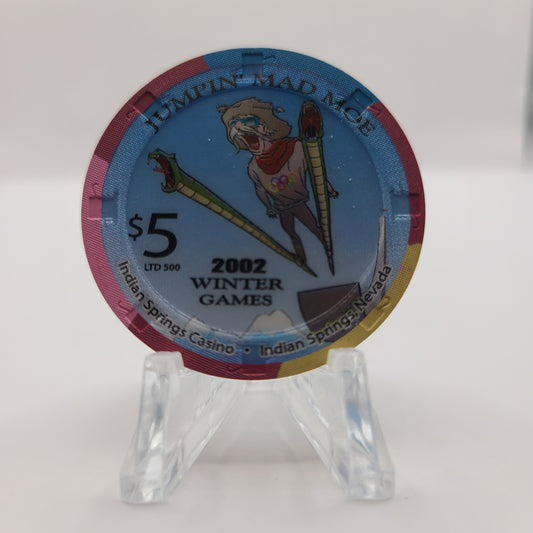 JUMPIN' MAD MOE
$5
LTD 500
2002
WINTER
GAMES
Indian Springs Casino • Indian Springs, Nevada